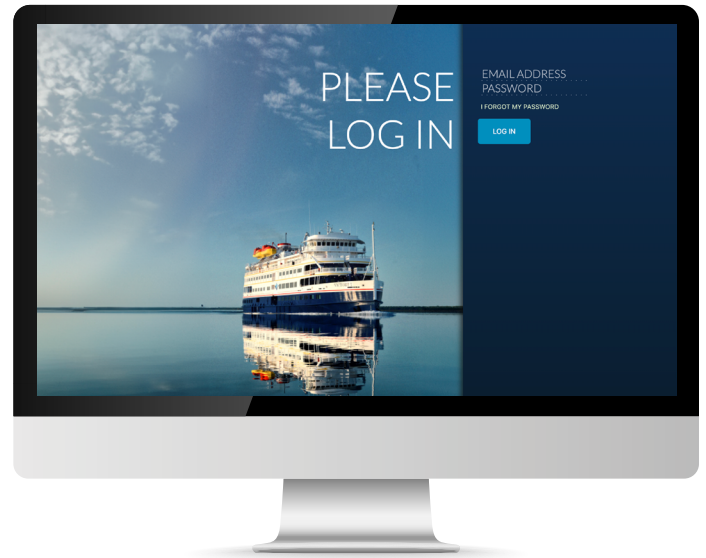 PLEASE
LOG IN
EMAIL ADDRESS
PASSWORD
I FORGOT MY PASSWORD
LOG IN